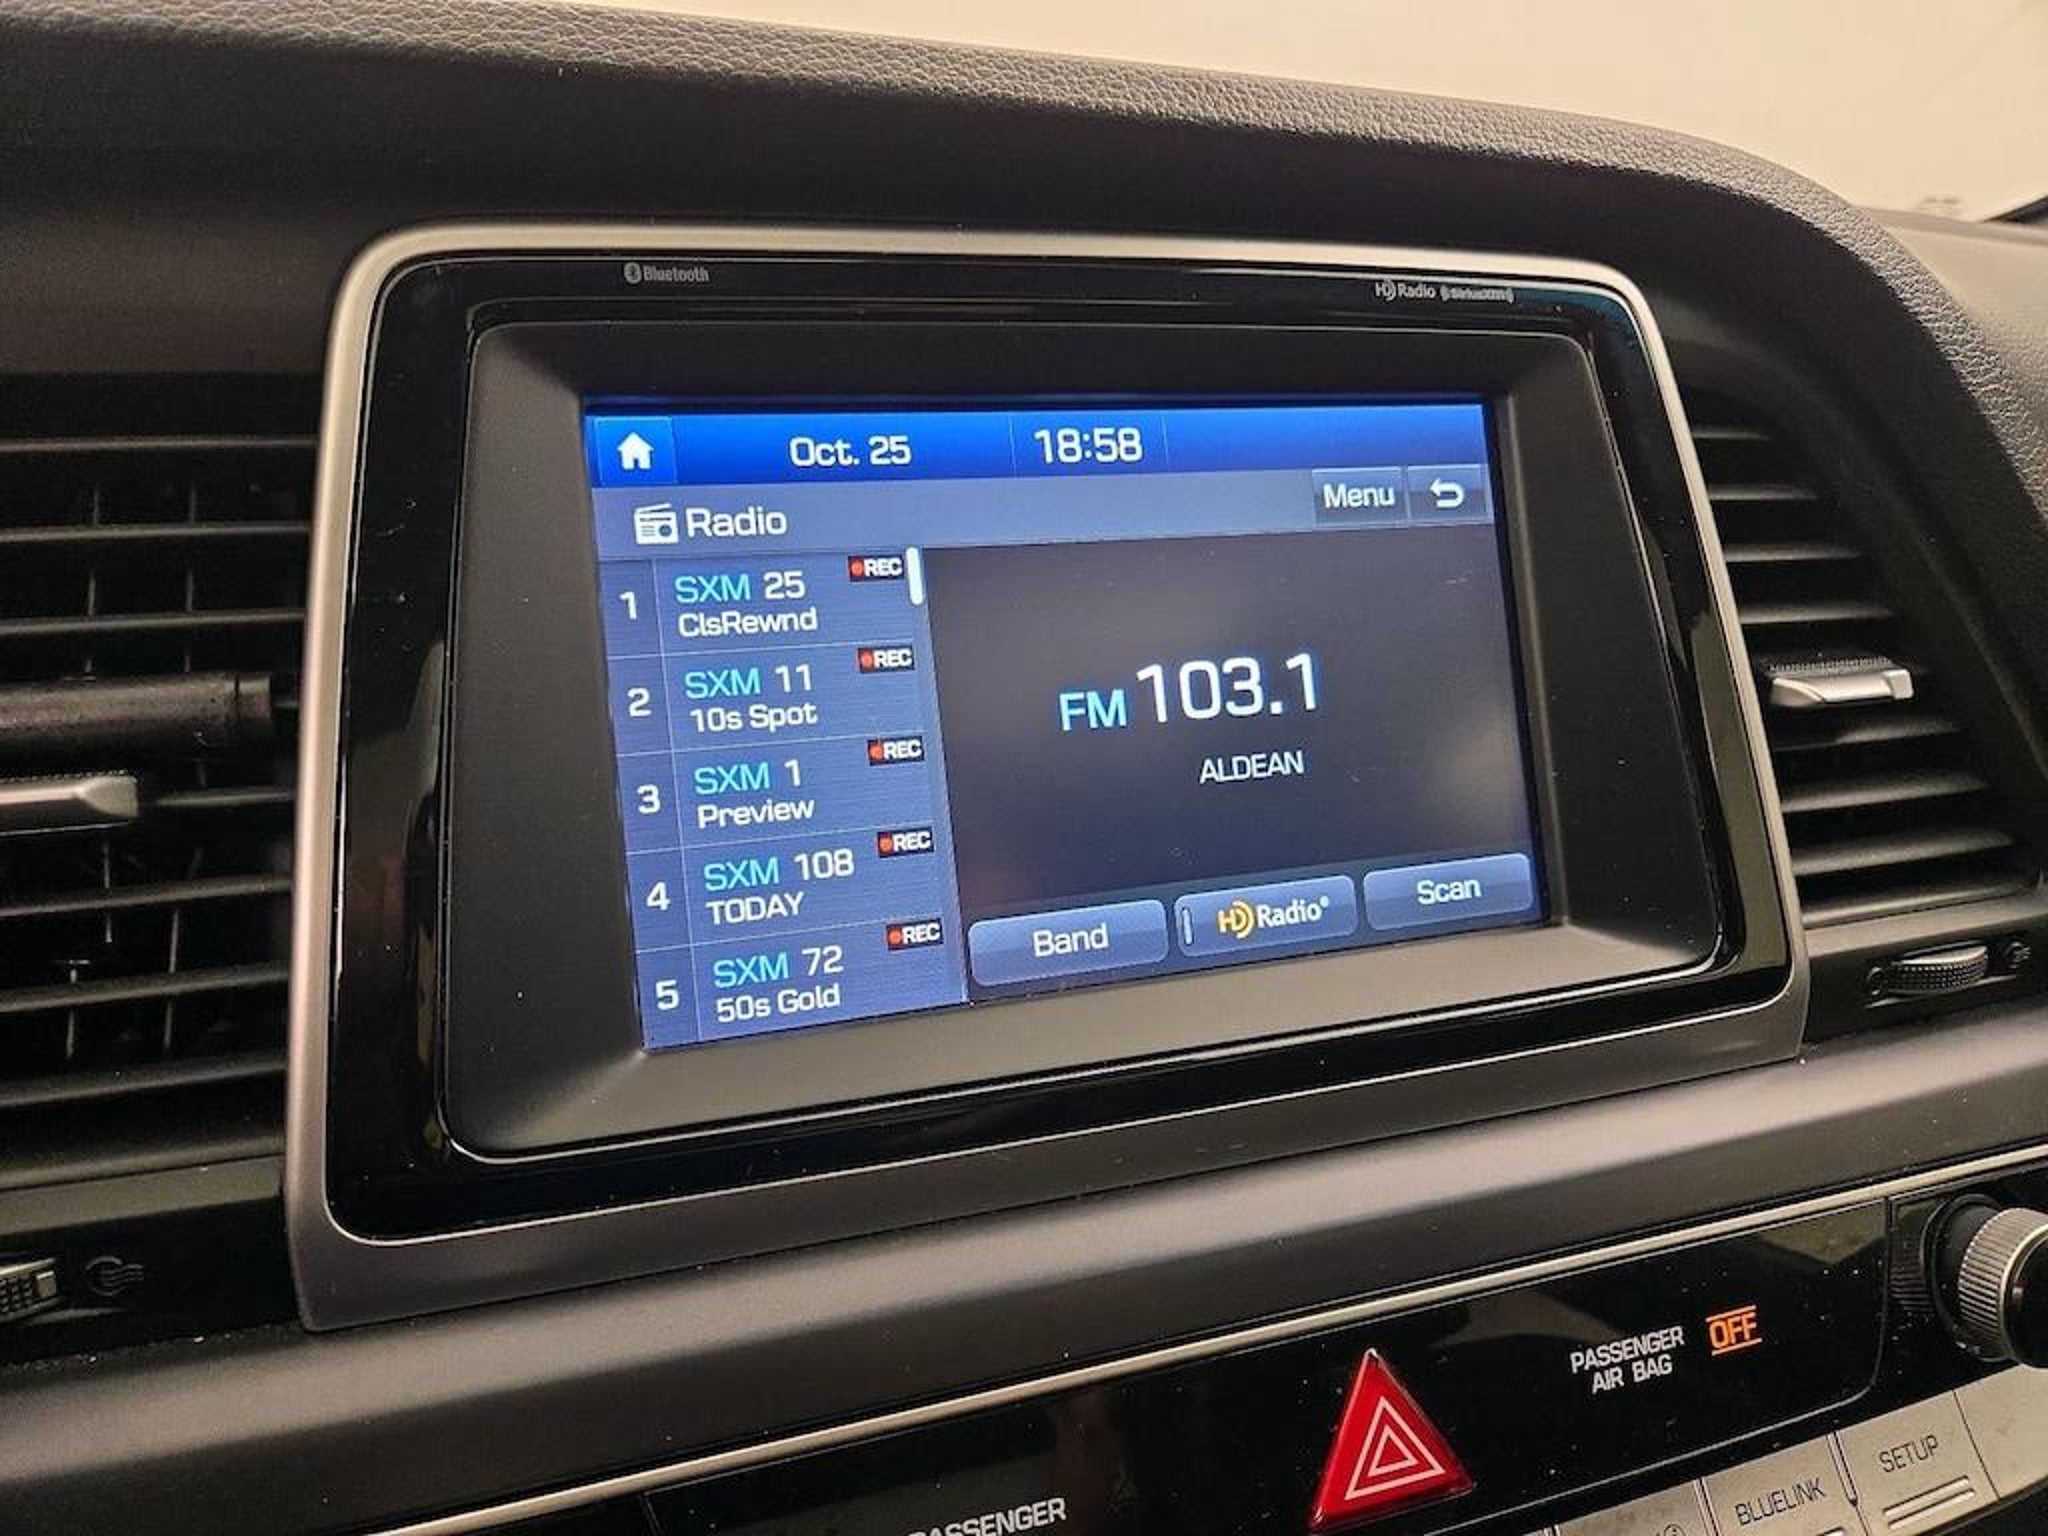 Bluetooth
HD Radio SiriusXM
Oct. 25 18:58
Radio
Menu
1 SXM 25 REC
ClsRewnd
2 SXM 11 REC
10s Spot
3 SXM 1 REC
Preview
4 SXM 108 REC
TODAY
5 SXM 72 REC
50s Gold
FM 103.1
ALDEAN
Band
HD Radio®
Scan
PASSENGER
AIR BAG
OFF
PASSENGER
BLUELINK
SETUP